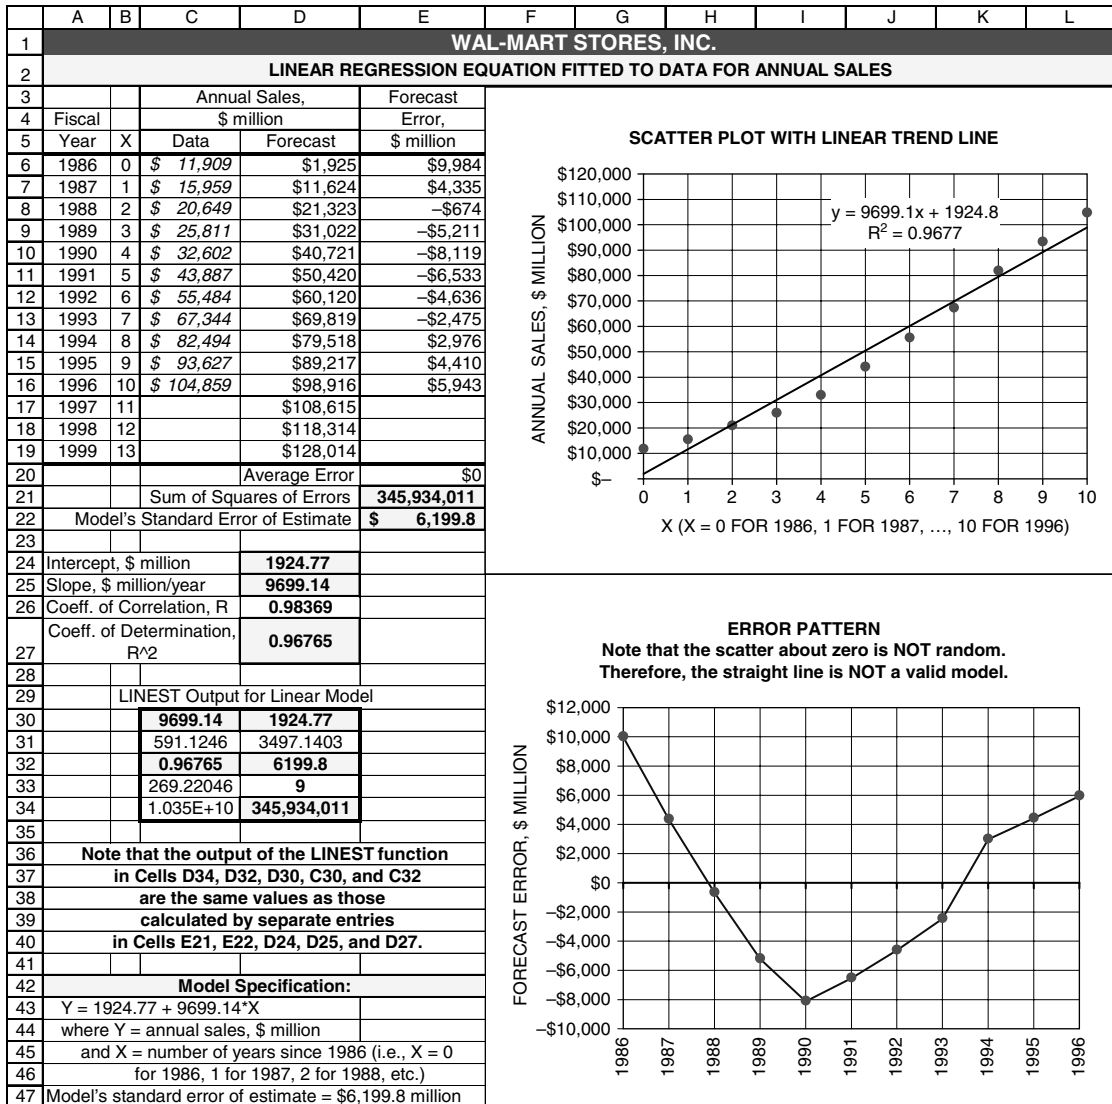 A B C D E F G H I J K L
1 WAL-MART STORES, INC.
2 LINEAR REGRESSION EQUATION FITTED TO DATA FOR ANNUAL SALES
3 Annual Sales, Forecast
4 Fiscal $ million Error,
5 Year X Data Forecast $ million
6 1986 0 $ 11,909 $1,925 $9,984
7 1987 1 $ 15,959 $11,624 $4,335
8 1988 2 $ 20,649 $21,323 –$674
9 1989 3 $ 25,811 $31,022 –$5,211
10 1990 4 $ 32,602 $40,721 –$8,119
11 1991 5 $ 43,887 $50,420 –$6,533
12 1992 6 $ 55,484 $60,120 –$4,636
13 1993 7 $ 67,344 $69,819 –$2,475
14 1994 8 $ 82,494 $79,518 $2,976
15 1995 9 $ 93,627 $89,217 $4,410
16 1996 10 $ 104,859 $98,916 $5,943
17 1997 11 $108,615
18 1998 12 $118,314
19 1999 13 $128,014
20 Average Error $0
21 Sum of Squares of Errors 345,934,011
22 Model's Standard Error of Estimate $ 6,199.8
23
24 Intercept, $ million 1924.77
25 Slope, $ million/year 9699.14
26 Coeff. of Correlation, R 0.98369
Coeff. of Determination,
27 R^2 0.96765
28
29 LINEST Output for Linear Model
30 9699.14 1924.77
31 591.1246 3497.1403
32 0.96765 6199.8
33 269.22046 9
34 1.035E+10 345,934,011
35
36 Note that the output of the LINEST function
37 in Cells D34, D32, D30, C30, and C32
38 are the same values as those
39 calculated by separate entries
40 in Cells E21, E22, D24, D25, and D27.
41
42 Model Specification:
43 Y = 1924.77 + 9699.14*X
44 where Y = annual sales, $ million
45 and X = number of years since 1986 (i.e., X = 0
46 for 1986, 1 for 1987, 2 for 1988, etc.)
47 Model's standard error of estimate = $6,199.8 million
SCATTER PLOT WITH LINEAR TREND LINE
ANNUAL SALES, $ MILLION
$120,000
$110,000
$100,000
$90,000
$80,000
$70,000
$60,000
$50,000
$40,000
$30,000
$20,000
$10,000
$–
y = 9699.1x + 1924.8
R² = 0.9677
0 1 2 3 4 5 6 7 8 9 10
X (X = 0 FOR 1986, 1 FOR 1987, …, 10 FOR 1996)
ERROR PATTERN
Note that the scatter about zero is NOT random.
Therefore, the straight line is NOT a valid model.
FORECAST ERROR, $ MILLION
$12,000
$10,000
$8,000
$6,000
$4,000
$2,000
$0
–$2,000
–$4,000
–$6,000
–$8,000
–$10,000
1986 1987 1988 1989 1990 1991 1992 1993 1994 1995 1996